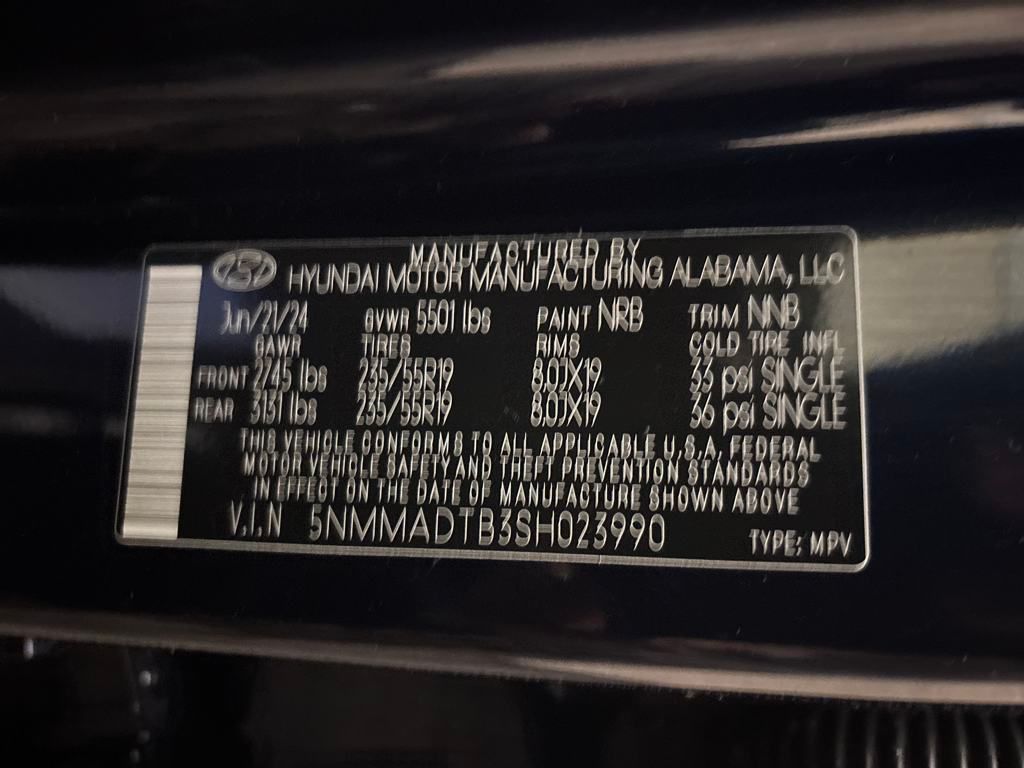 MANUFACTURED BY
HYUNDAI MOTOR MANUFACTURING ALABAMA, LLC
Jun/21/24 GVWR 5501 lbs PAINT NRB TRIM NNB
GAWR TIRES RIMS COLD TIRE INFL
FRONT 2745 lbs 235/55R19 8.0JX19 33 psi SINGLE
REAR 3131 lbs 235/55R19 8.0JX19 36 psi SINGLE
THIS VEHICLE CONFORMS TO ALL APPLICABLE U.S.A. FEDERAL
MOTOR VEHICLE SAFETY AND THEFT PREVENTION STANDARDS
IN EFFECT ON THE DATE OF MANUFACTURE SHOWN ABOVE
V.I.N 5NMMADTB3SH023990 TYPE: MPV